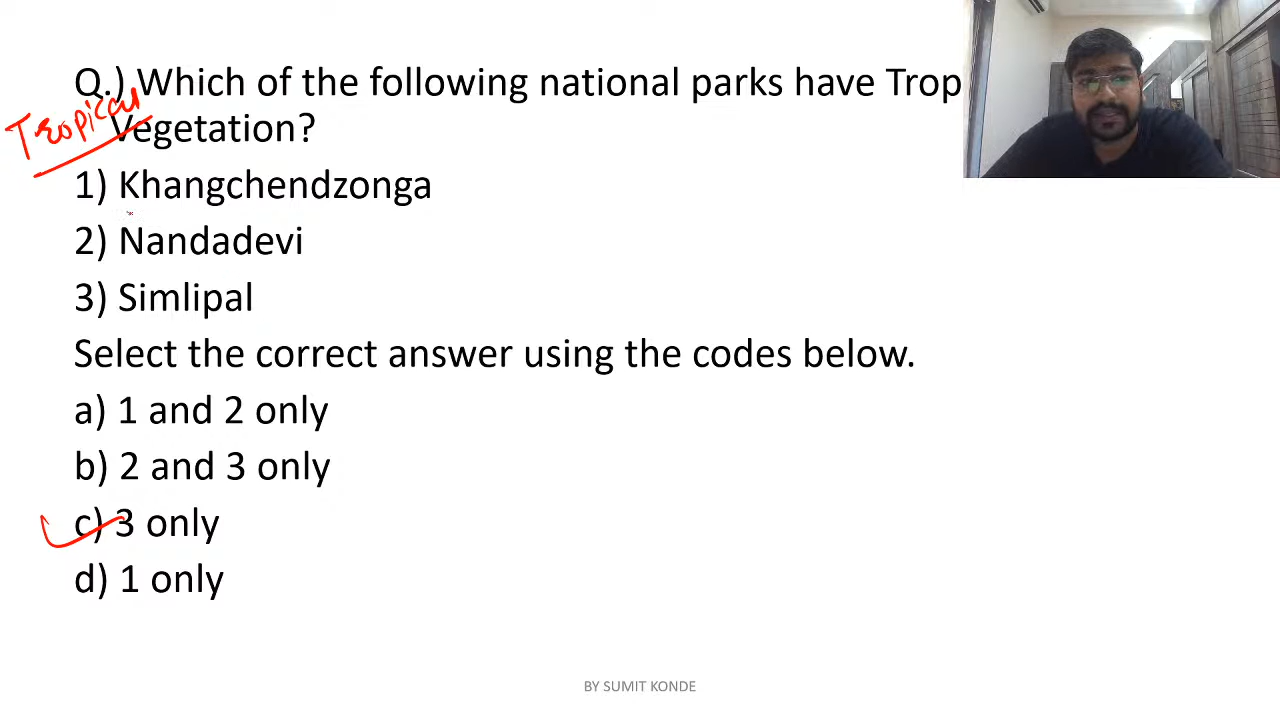 Q.) Which of the following national parks have Trop
Tropical
Vegetation?
1) Khangchendzonga
2) Nandadevi
3) Simlipal
Select the correct answer using the codes below.
a) 1 and 2 only
b) 2 and 3 only
c) 3 only
d) 1 only
BY SUMIT KONDE